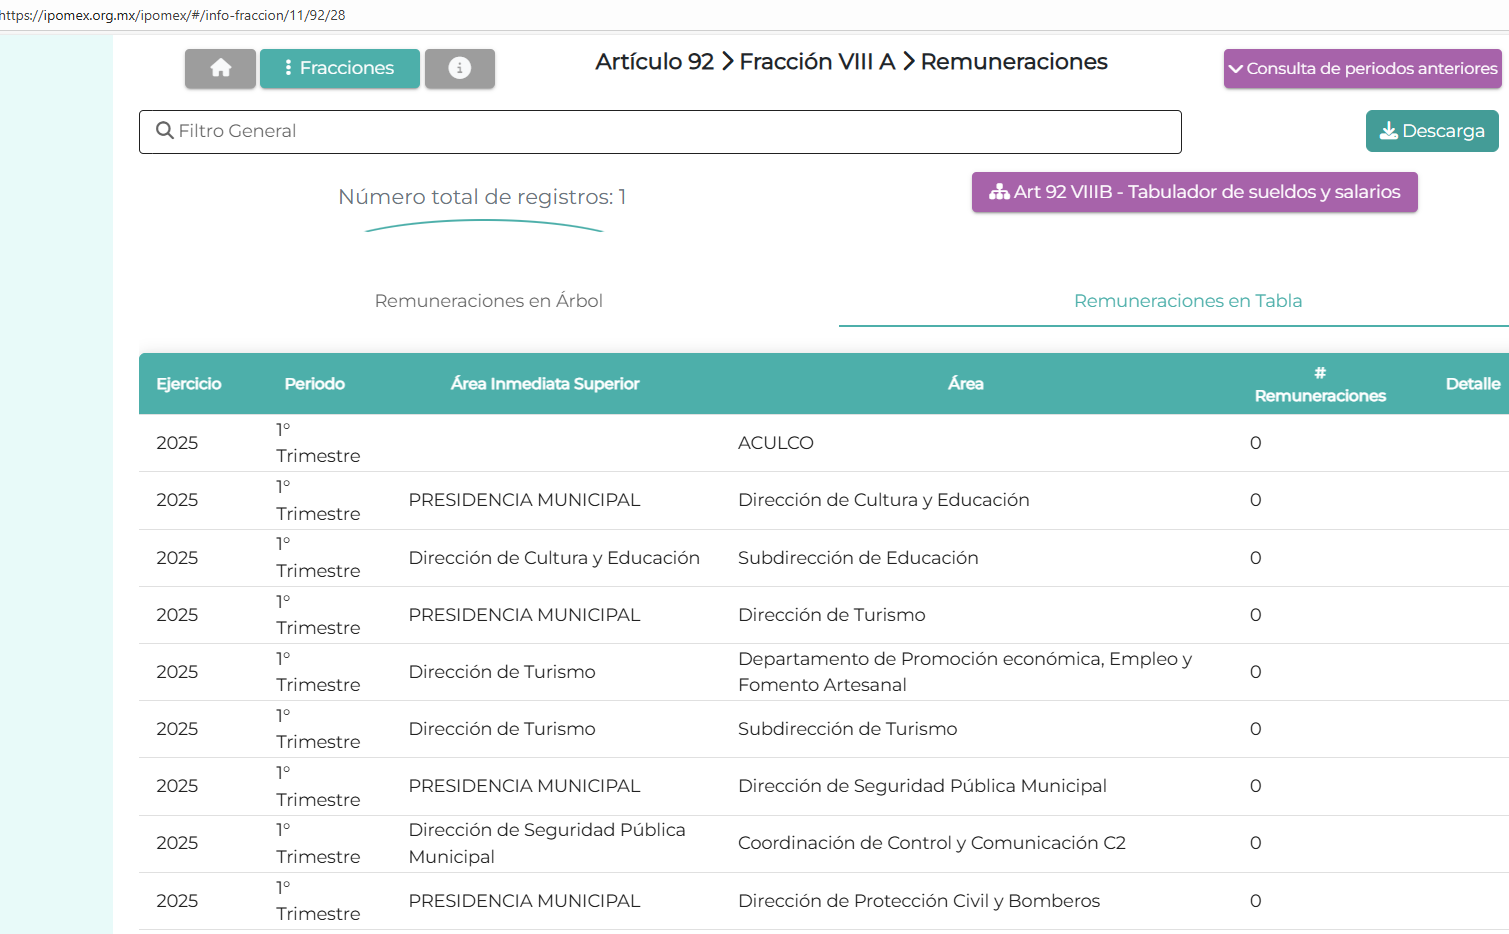 https://ipomex.org.mx/ipomex/#/info-fraccion/11/92/28
Fracciones
Artículo 92 > Fracción VIII A > Remuneraciones
Consulta de periodos anteriores
Filtro General
Descarga
Número total de registros: 1
Art 92 VIIIB - Tabulador de sueldos y salarios
Remuneraciones en Árbol
Remuneraciones en Tabla
Ejercicio Periodo Área Inmediata Superior Área # Remuneraciones Detalle
2025 1° Trimestre ACULCO 0
2025 1° Trimestre PRESIDENCIA MUNICIPAL Dirección de Cultura y Educación 0
2025 1° Trimestre Dirección de Cultura y Educación Subdirección de Educación 0
2025 1° Trimestre PRESIDENCIA MUNICIPAL Dirección de Turismo 0
2025 1° Trimestre Dirección de Turismo Departamento de Promoción económica, Empleo y Fomento Artesanal 0
2025 1° Trimestre Dirección de Turismo Subdirección de Turismo 0
2025 1° Trimestre PRESIDENCIA MUNICIPAL Dirección de Seguridad Pública Municipal 0
2025 1° Trimestre Dirección de Seguridad Pública Municipal Coordinación de Control y Comunicación C2 0
2025 1° Trimestre PRESIDENCIA MUNICIPAL Dirección de Protección Civil y Bomberos 0